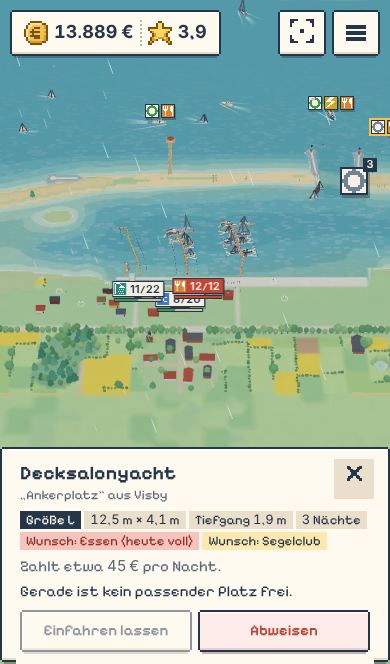 13.889 € 3,9
3
11/22 12/12
8/20
Decksalonyacht
„Ankerplatz“ aus Visby
Größe L 12,5 m × 4,1 m Tiefgang 1,9 m 3 Nächte
Wunsch: Essen (heute voll) Wunsch: Segelclub
Zahlt etwa 45 € pro Nacht.
Gerade ist kein passender Platz frei.
Einfahren lassen Abweisen